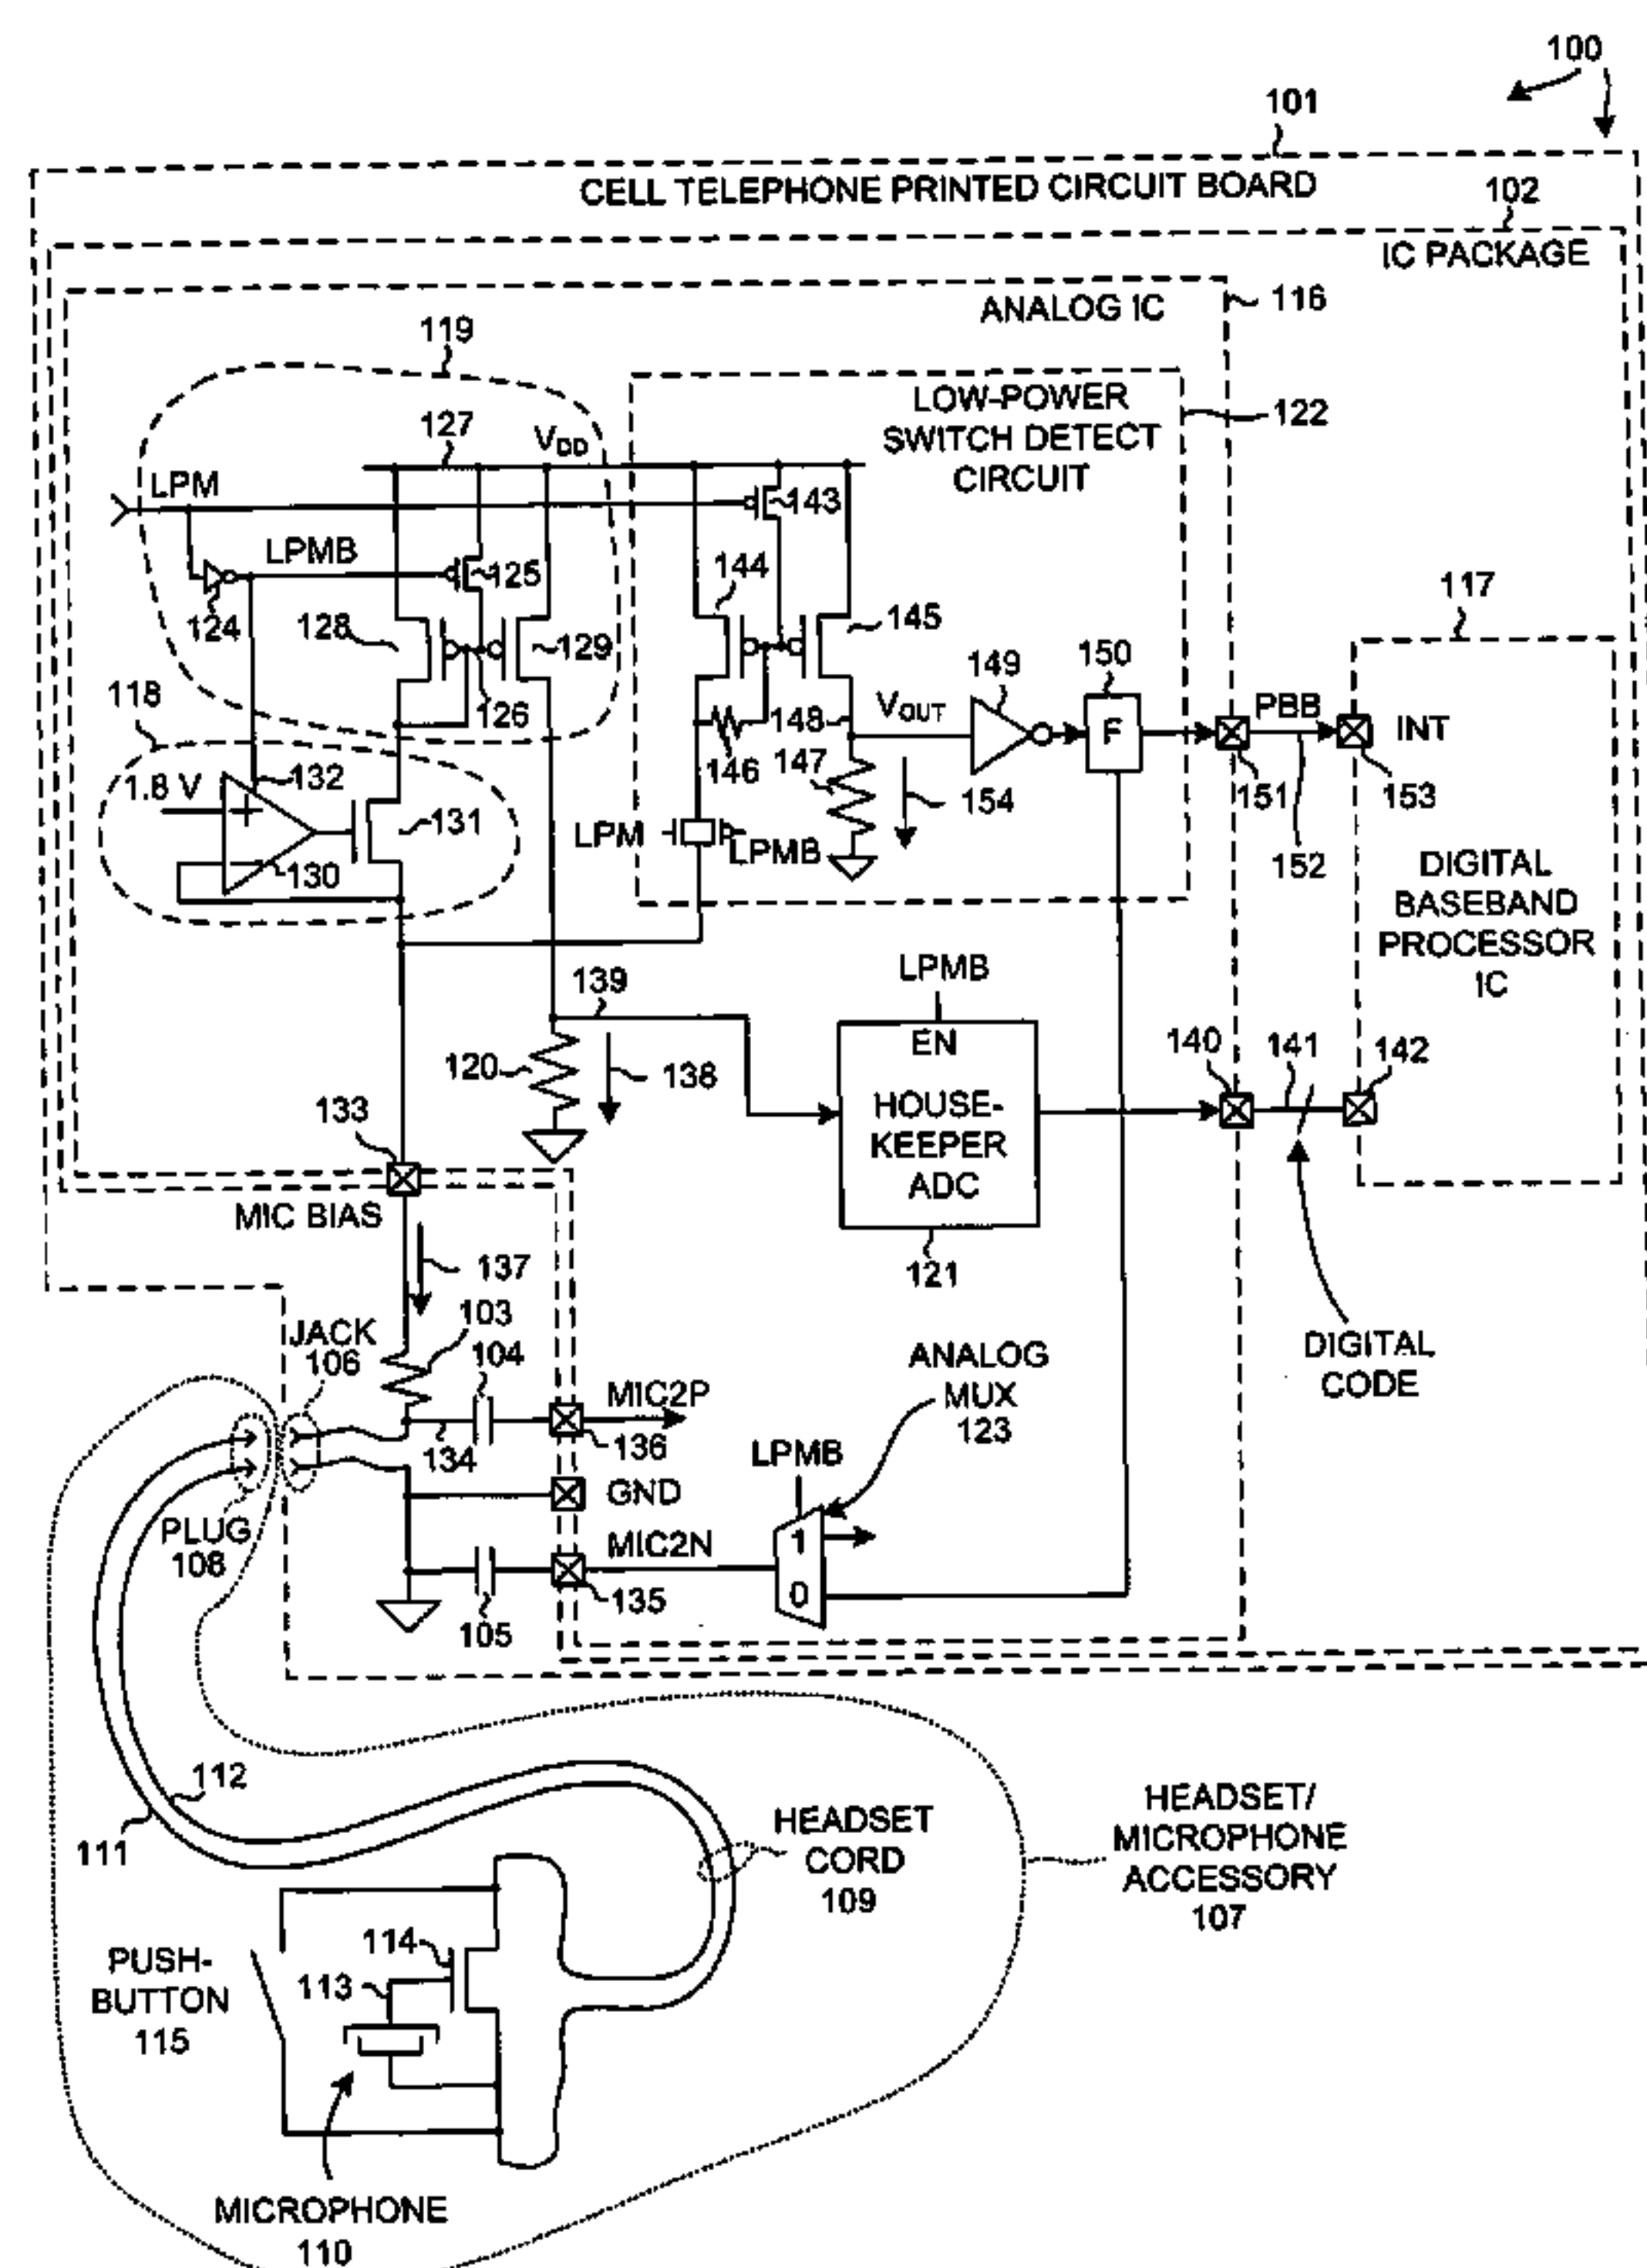 100
101
CELL TELEPHONE PRINTED CIRCUIT BOARD
102
IC PACKAGE
ANALOG IC
116
119
LOW-POWER
SWITCH DETECT
CIRCUIT
122
127
VDD
LPM
143
LPMB
125
124
144
117
128
129
145
126
149
150
118
VOUT
148
F
PBB
INT
1.8 V
132
146
147
151
153
131
154
LPM
LPMB
152
130
DIGITAL
BASEBAND
PROCESSOR
IC
LPMB
139
EN
140
141
142
120
138
HOUSE-
KEEPER
ADC
133
MIC BIAS
121
137
103
JACK
106
104
DIGITAL
CODE
ANALOG
MUX
123
MIC2P
134
136
LPMB
GND
PLUG
108
MIC2N
1
0
135
105
112
111
HEADSET
CORD
109
HEADSET/
MICROPHONE
ACCESSORY
107
114
113
PUSH-
BUTTON
115
MICROPHONE
110